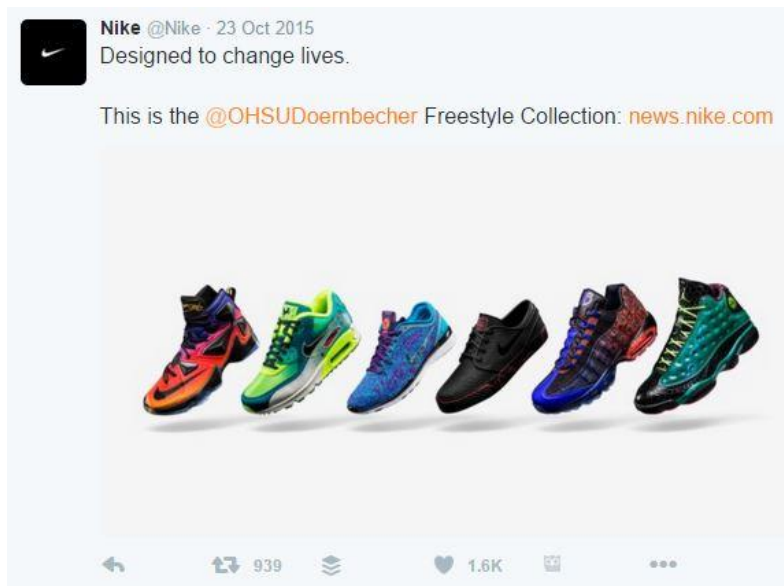 Nike @Nike · 23 Oct 2015
Designed to change lives.
This is the @OHSUDoernbecher Freestyle Collection: news.nike.com
939 1.6K